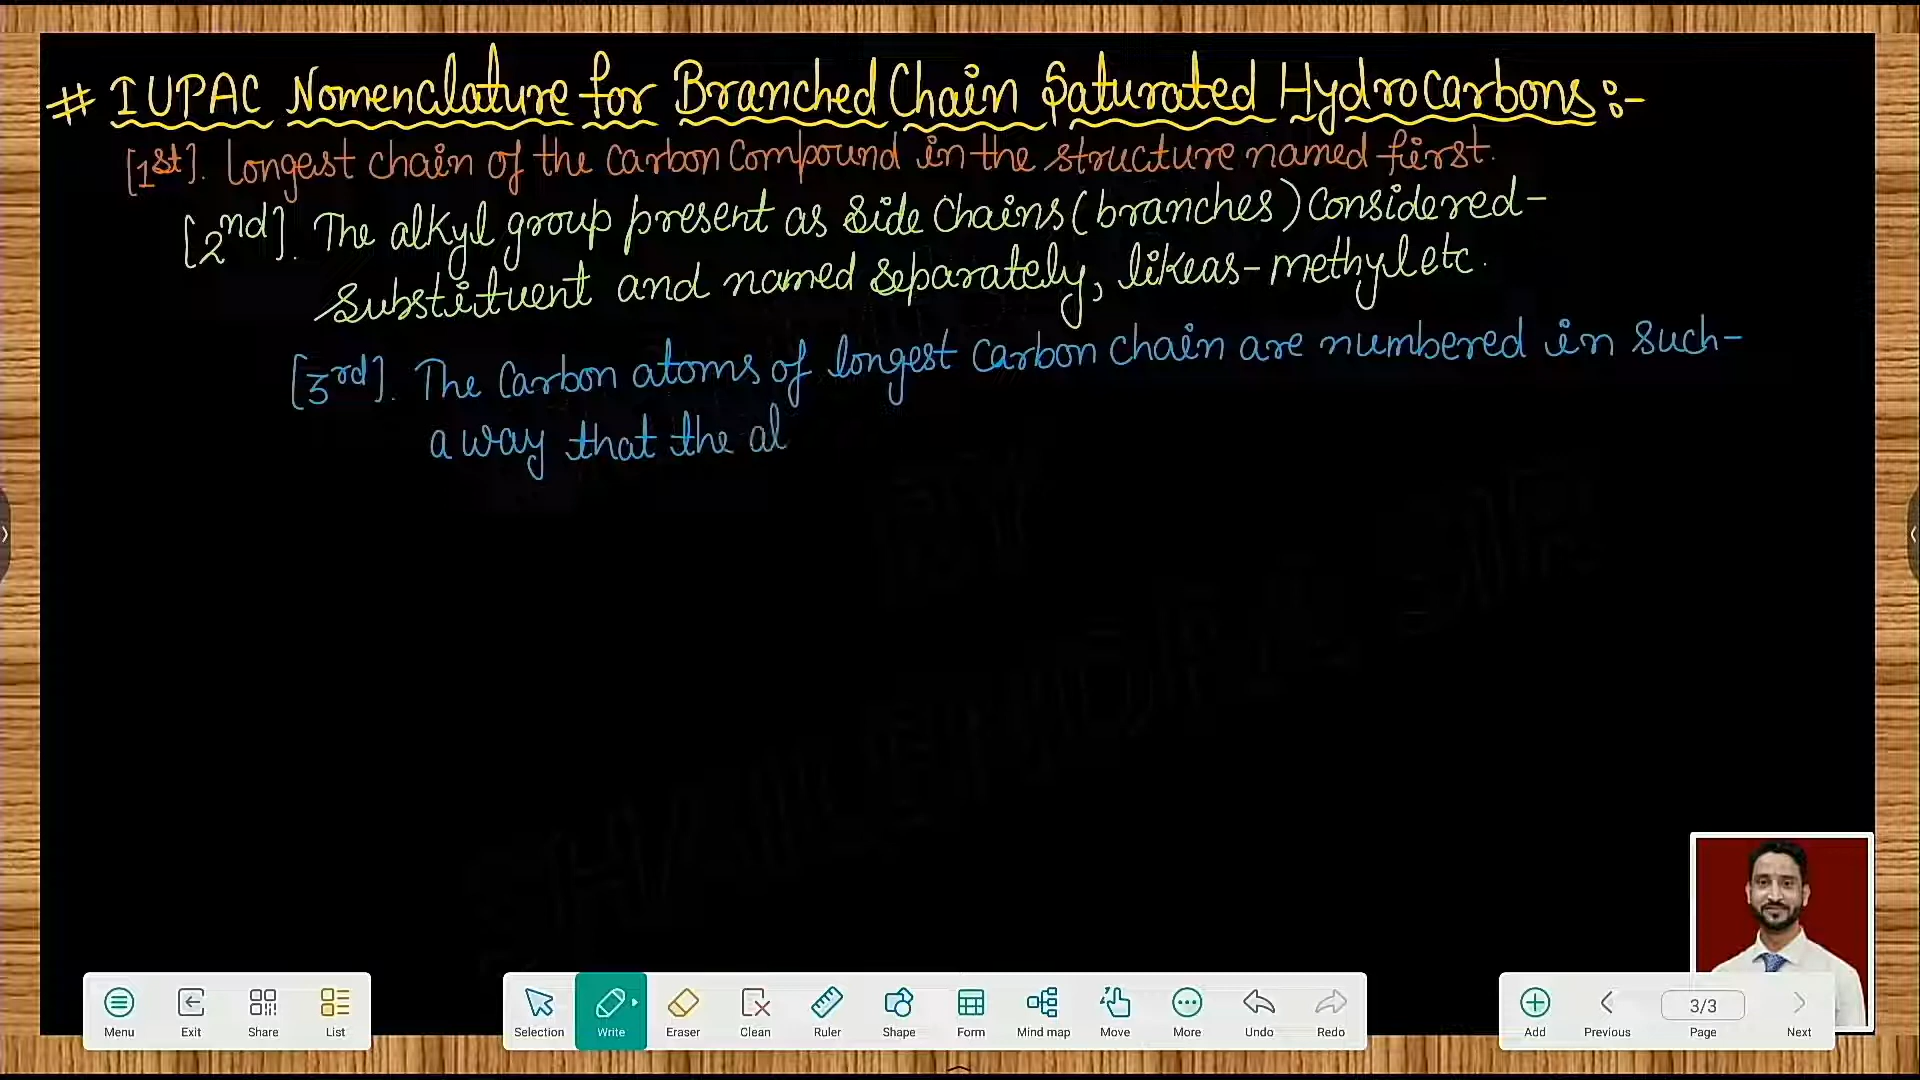 # IUPAC Nomenclature for Branched Chain Saturated Hydrocarbons:-
[1st]. Longest chain of the carbon compound in the structure named first.
[2nd]. The alkyl group present as side chains (branches) considered-
substituent and named separately, like as - methyl etc.
[3rd]. The carbon atoms of longest carbon chain are numbered in such-
a way that the al
Menu Exit Share List Selection Write Eraser Clean Ruler Shape Form Mind map Move More Undo Redo Add Previous 3/3 Page Next